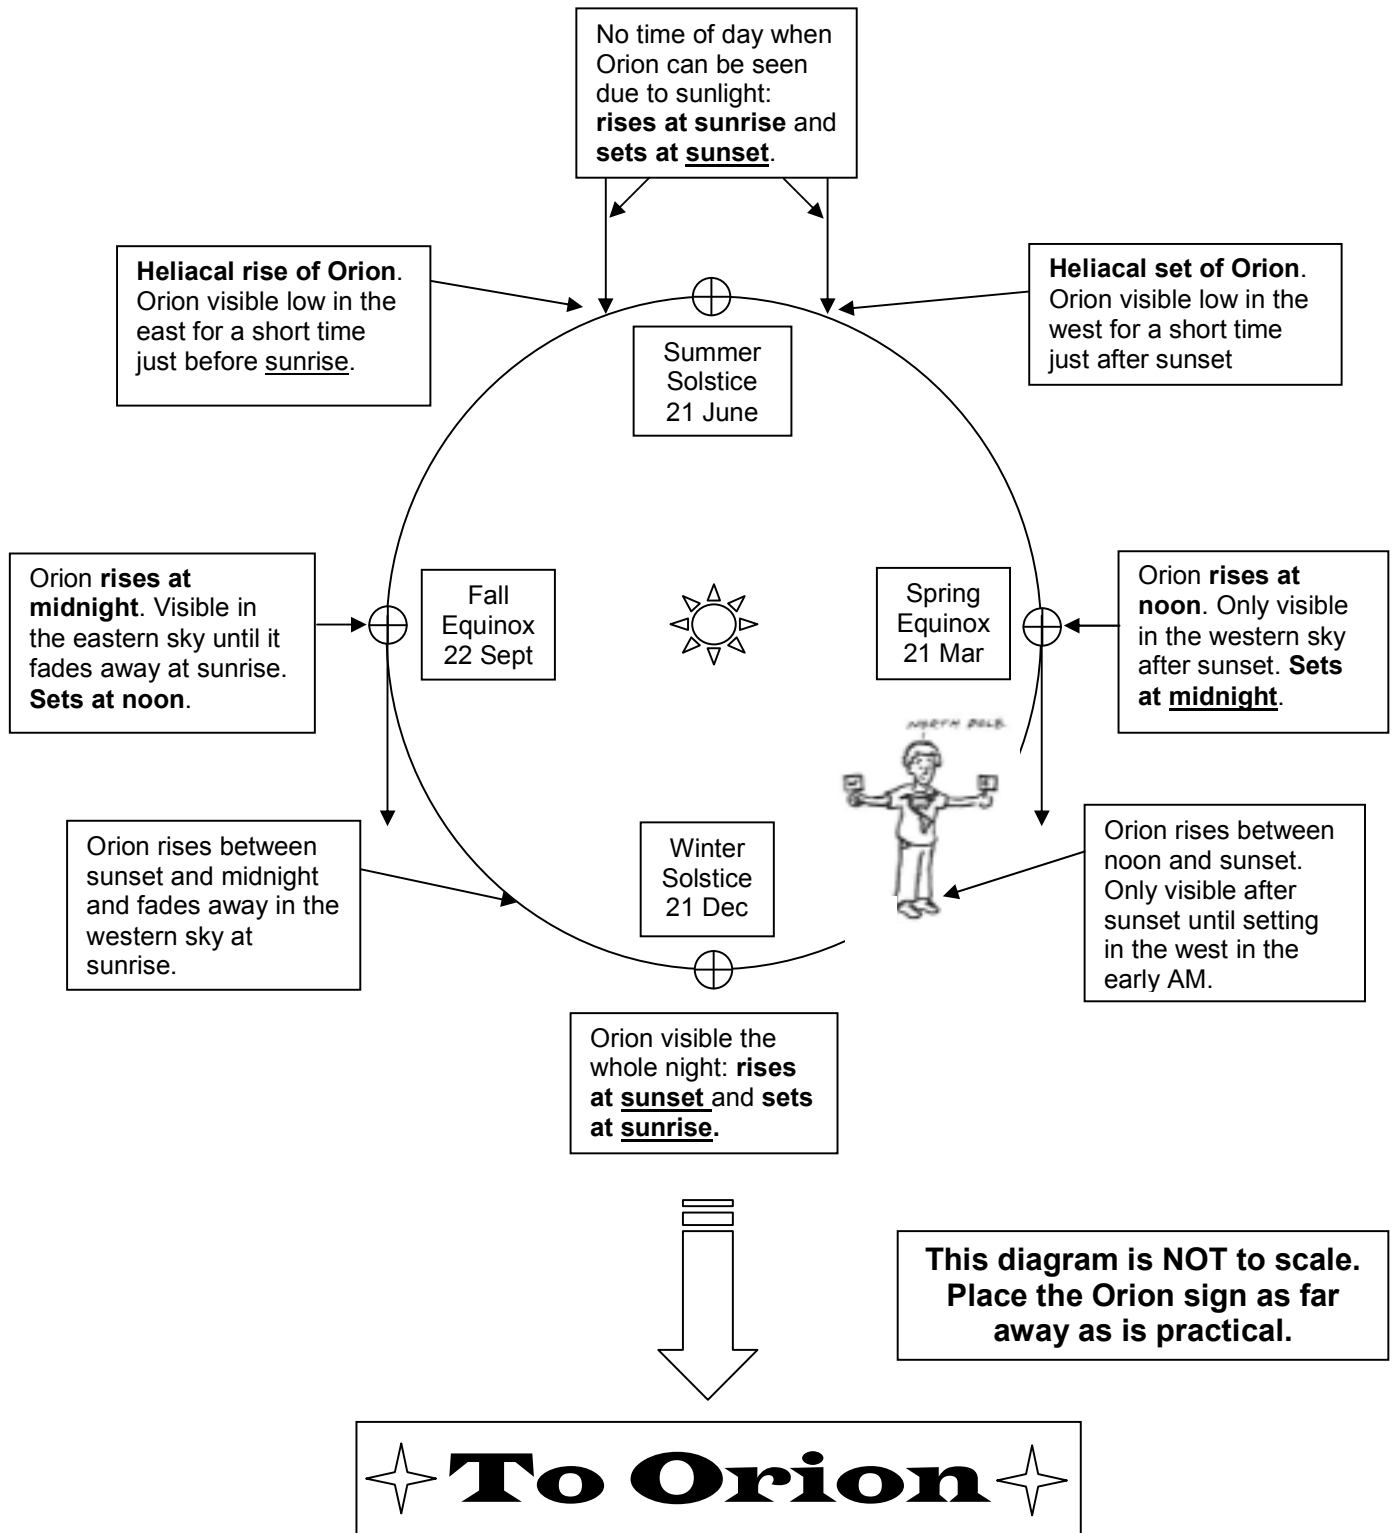 No time of day when
Orion can be seen
due to sunlight:
rises at sunrise and
sets at sunset.
Heliacal rise of Orion.
Orion visible low in the
east for a short time
just before sunrise.
Heliacal set of Orion.
Orion visible low in the
west for a short time
just after sunset
Summer
Solstice
21 June
Orion rises at
midnight. Visible in
the eastern sky until it
fades away at sunrise.
Sets at noon.
Fall
Equinox
22 Sept
Spring
Equinox
21 Mar
Orion rises at
noon. Only visible
in the western sky
after sunset. Sets
at midnight.
NORTH POLE
Orion rises between
sunset and midnight
and fades away in the
western sky at
sunrise.
Winter
Solstice
21 Dec
Orion rises between
noon and sunset.
Only visible after
sunset until setting
in the west in the
early AM.
Orion visible the
whole night: rises
at sunset and sets
at sunrise.
This diagram is NOT to scale.
Place the Orion sign as far
away as is practical.
To Orion